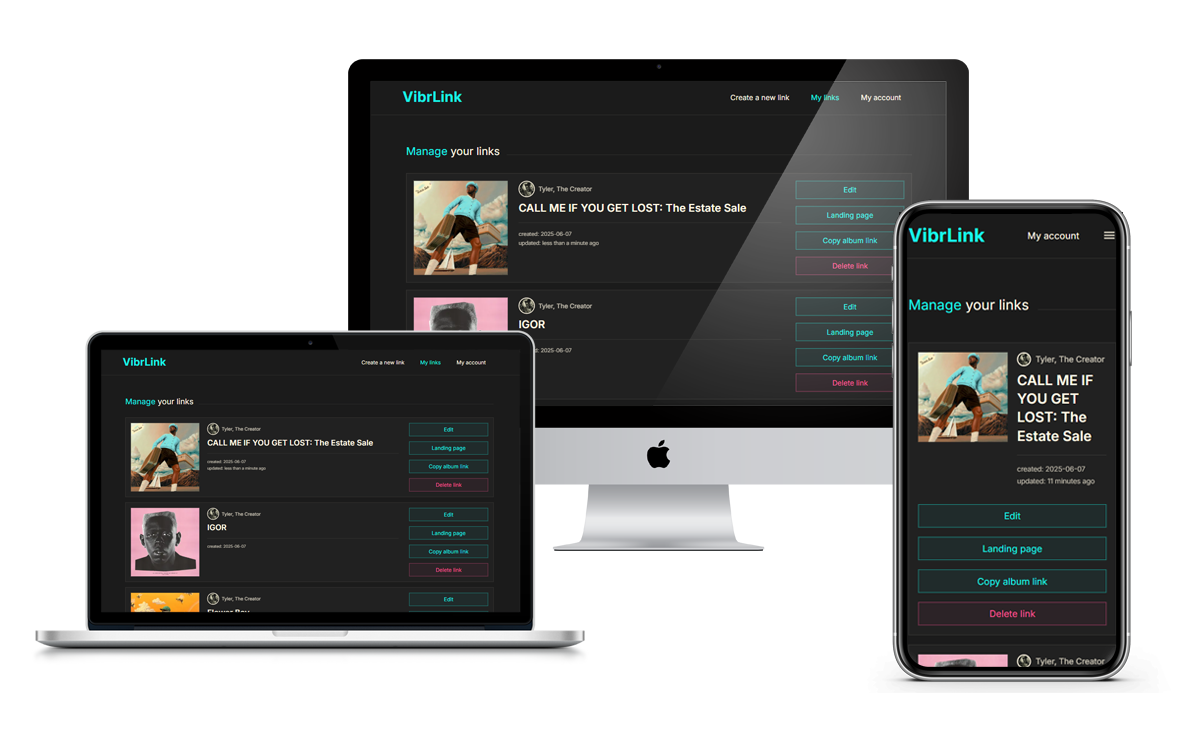 VibrLink
Create a new link My links My account
Manage your links
Tyler, The Creator
CALL ME IF YOU GET LOST: The Estate Sale
created: 2025-06-07
updated: less than a minute ago
Edit
Landing page
Copy album link
Delete link
Tyler, The Creator
IGOR
2025-06-07
Edit
Landing page
Copy album link
Delete link
VibrLink
Create a new link My links My account
Manage your links
Tyler, The Creator
CALL ME IF YOU GET LOST: The Estate Sale
created: 2025-06-07
updated: less than a minute ago
Edit
Landing page
Copy album link
Delete link
Tyler, The Creator
IGOR
created: 2025-06-07
Edit
Landing page
Copy album link
Delete link
Tyler, The Creator
Flower Boy
Edit
VibrLink
My account
Manage your links
Tyler, The Creator
CALL ME IF
YOU GET
LOST: The
Estate Sale
created: 2025-06-07
updated: 11 minutes ago
Edit
Landing page
Copy album link
Delete link
Tyler, The Creator